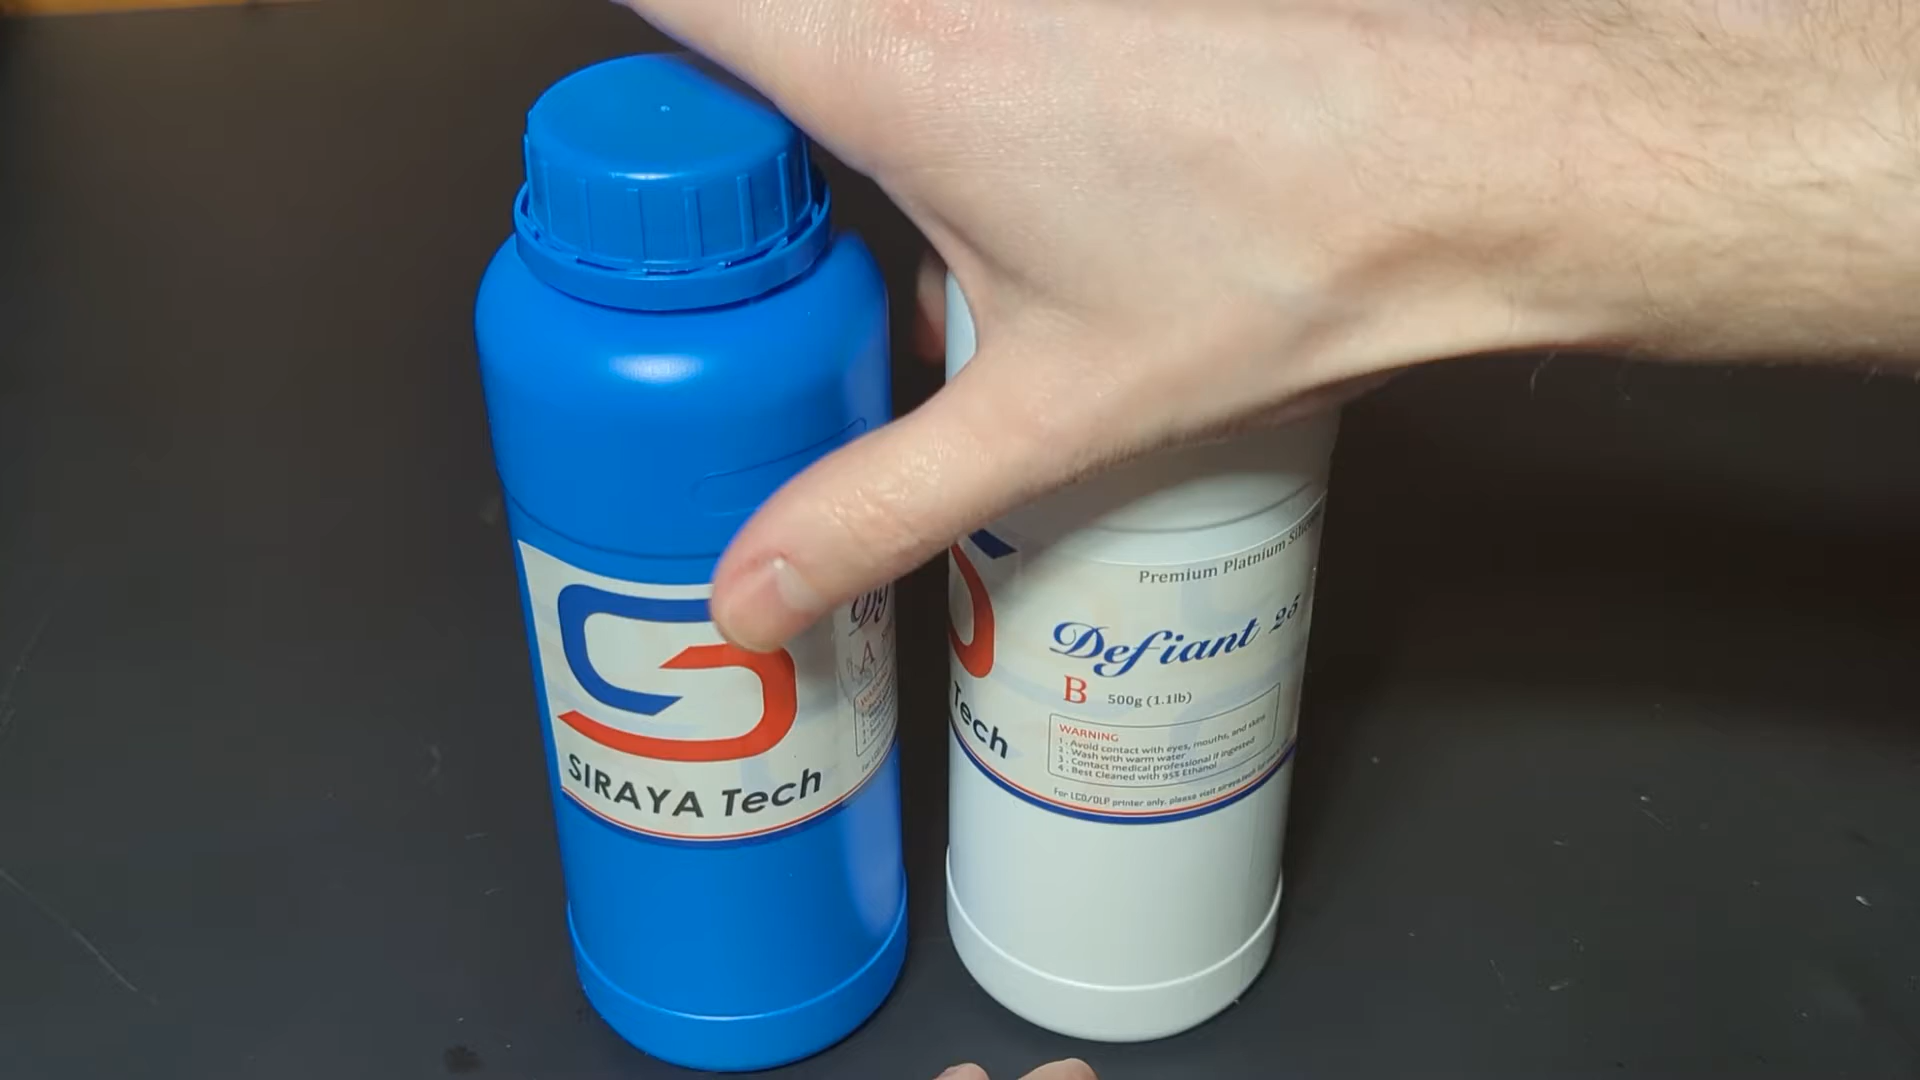 SIRAYA Tech
A
Tech
Premium Platnium
Defiant 25
B 500g (1.1lb)
WARNING
1. Avoid contact with eyes, mouths, and skins
2. Wash with warm water
3. Contact medical professional if ingested
4. Best Cleaned with 95% Ethanol
For LCD/DLP printer only. please visit siraya.tech